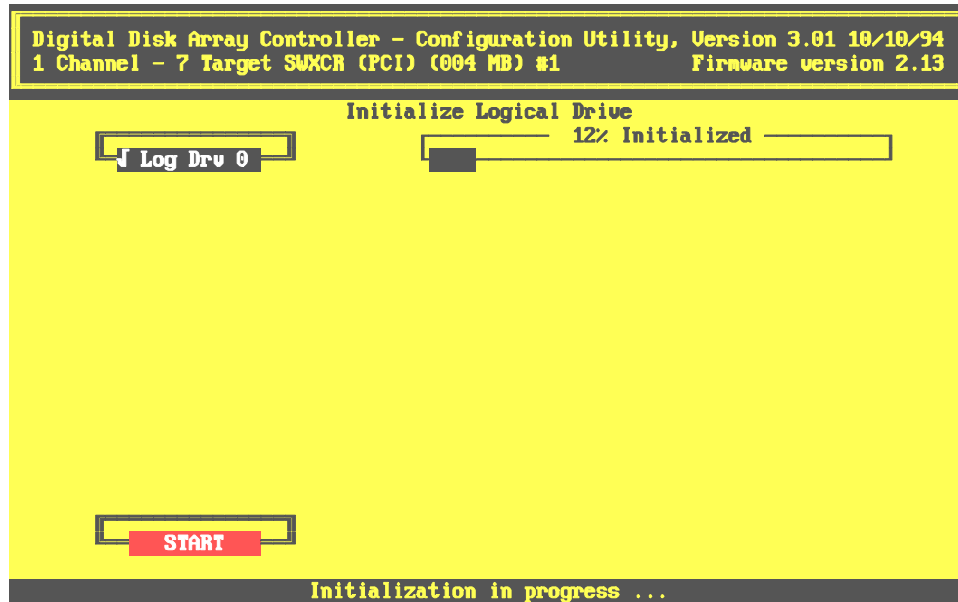 Digital Disk Array Controller - Configuration Utility, Version 3.01 10/10/94
1 Channel - 7 Target SWXCR (PCI) (004 MB) #1 Firmware version 2.13
Initialize Logical Drive
12% Initialized
√ Log Drv 0
START
Initialization in progress ...